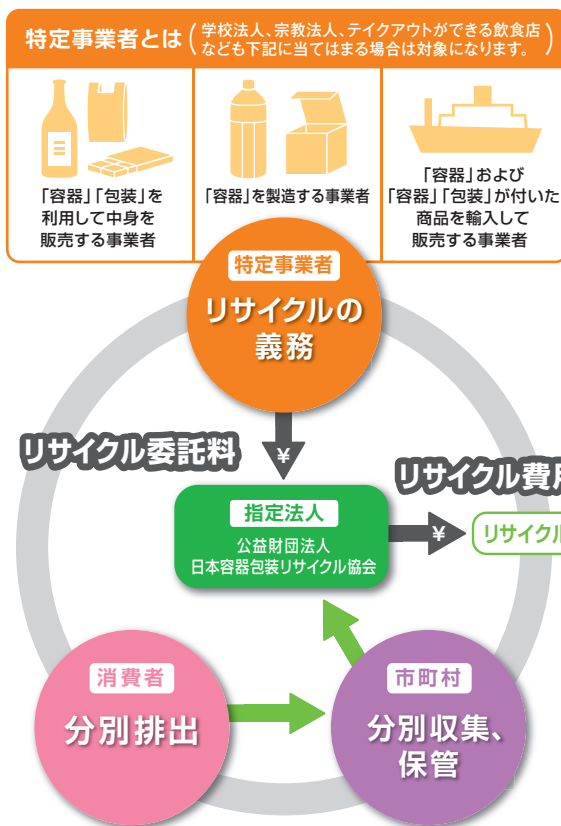 特定事業者とは
(学校法人、宗教法人、テイクアウトができる飲食店
なども下記に当てはまる場合は対象になります。)
「容器」「包装」を
利用して中身を
販売する事業者
「容器」を製造する事業者
「容器」および
「容器」「包装」が付いた
商品を輸入して
販売する事業者
特定事業者
リサイクルの
義務
リサイクル委託料
¥
リサイクル費
指定法人
公益財団法人
日本容器包装リサイクル協会
¥
リサイクル
消費者
分別排出
市町村
分別収集、
保管